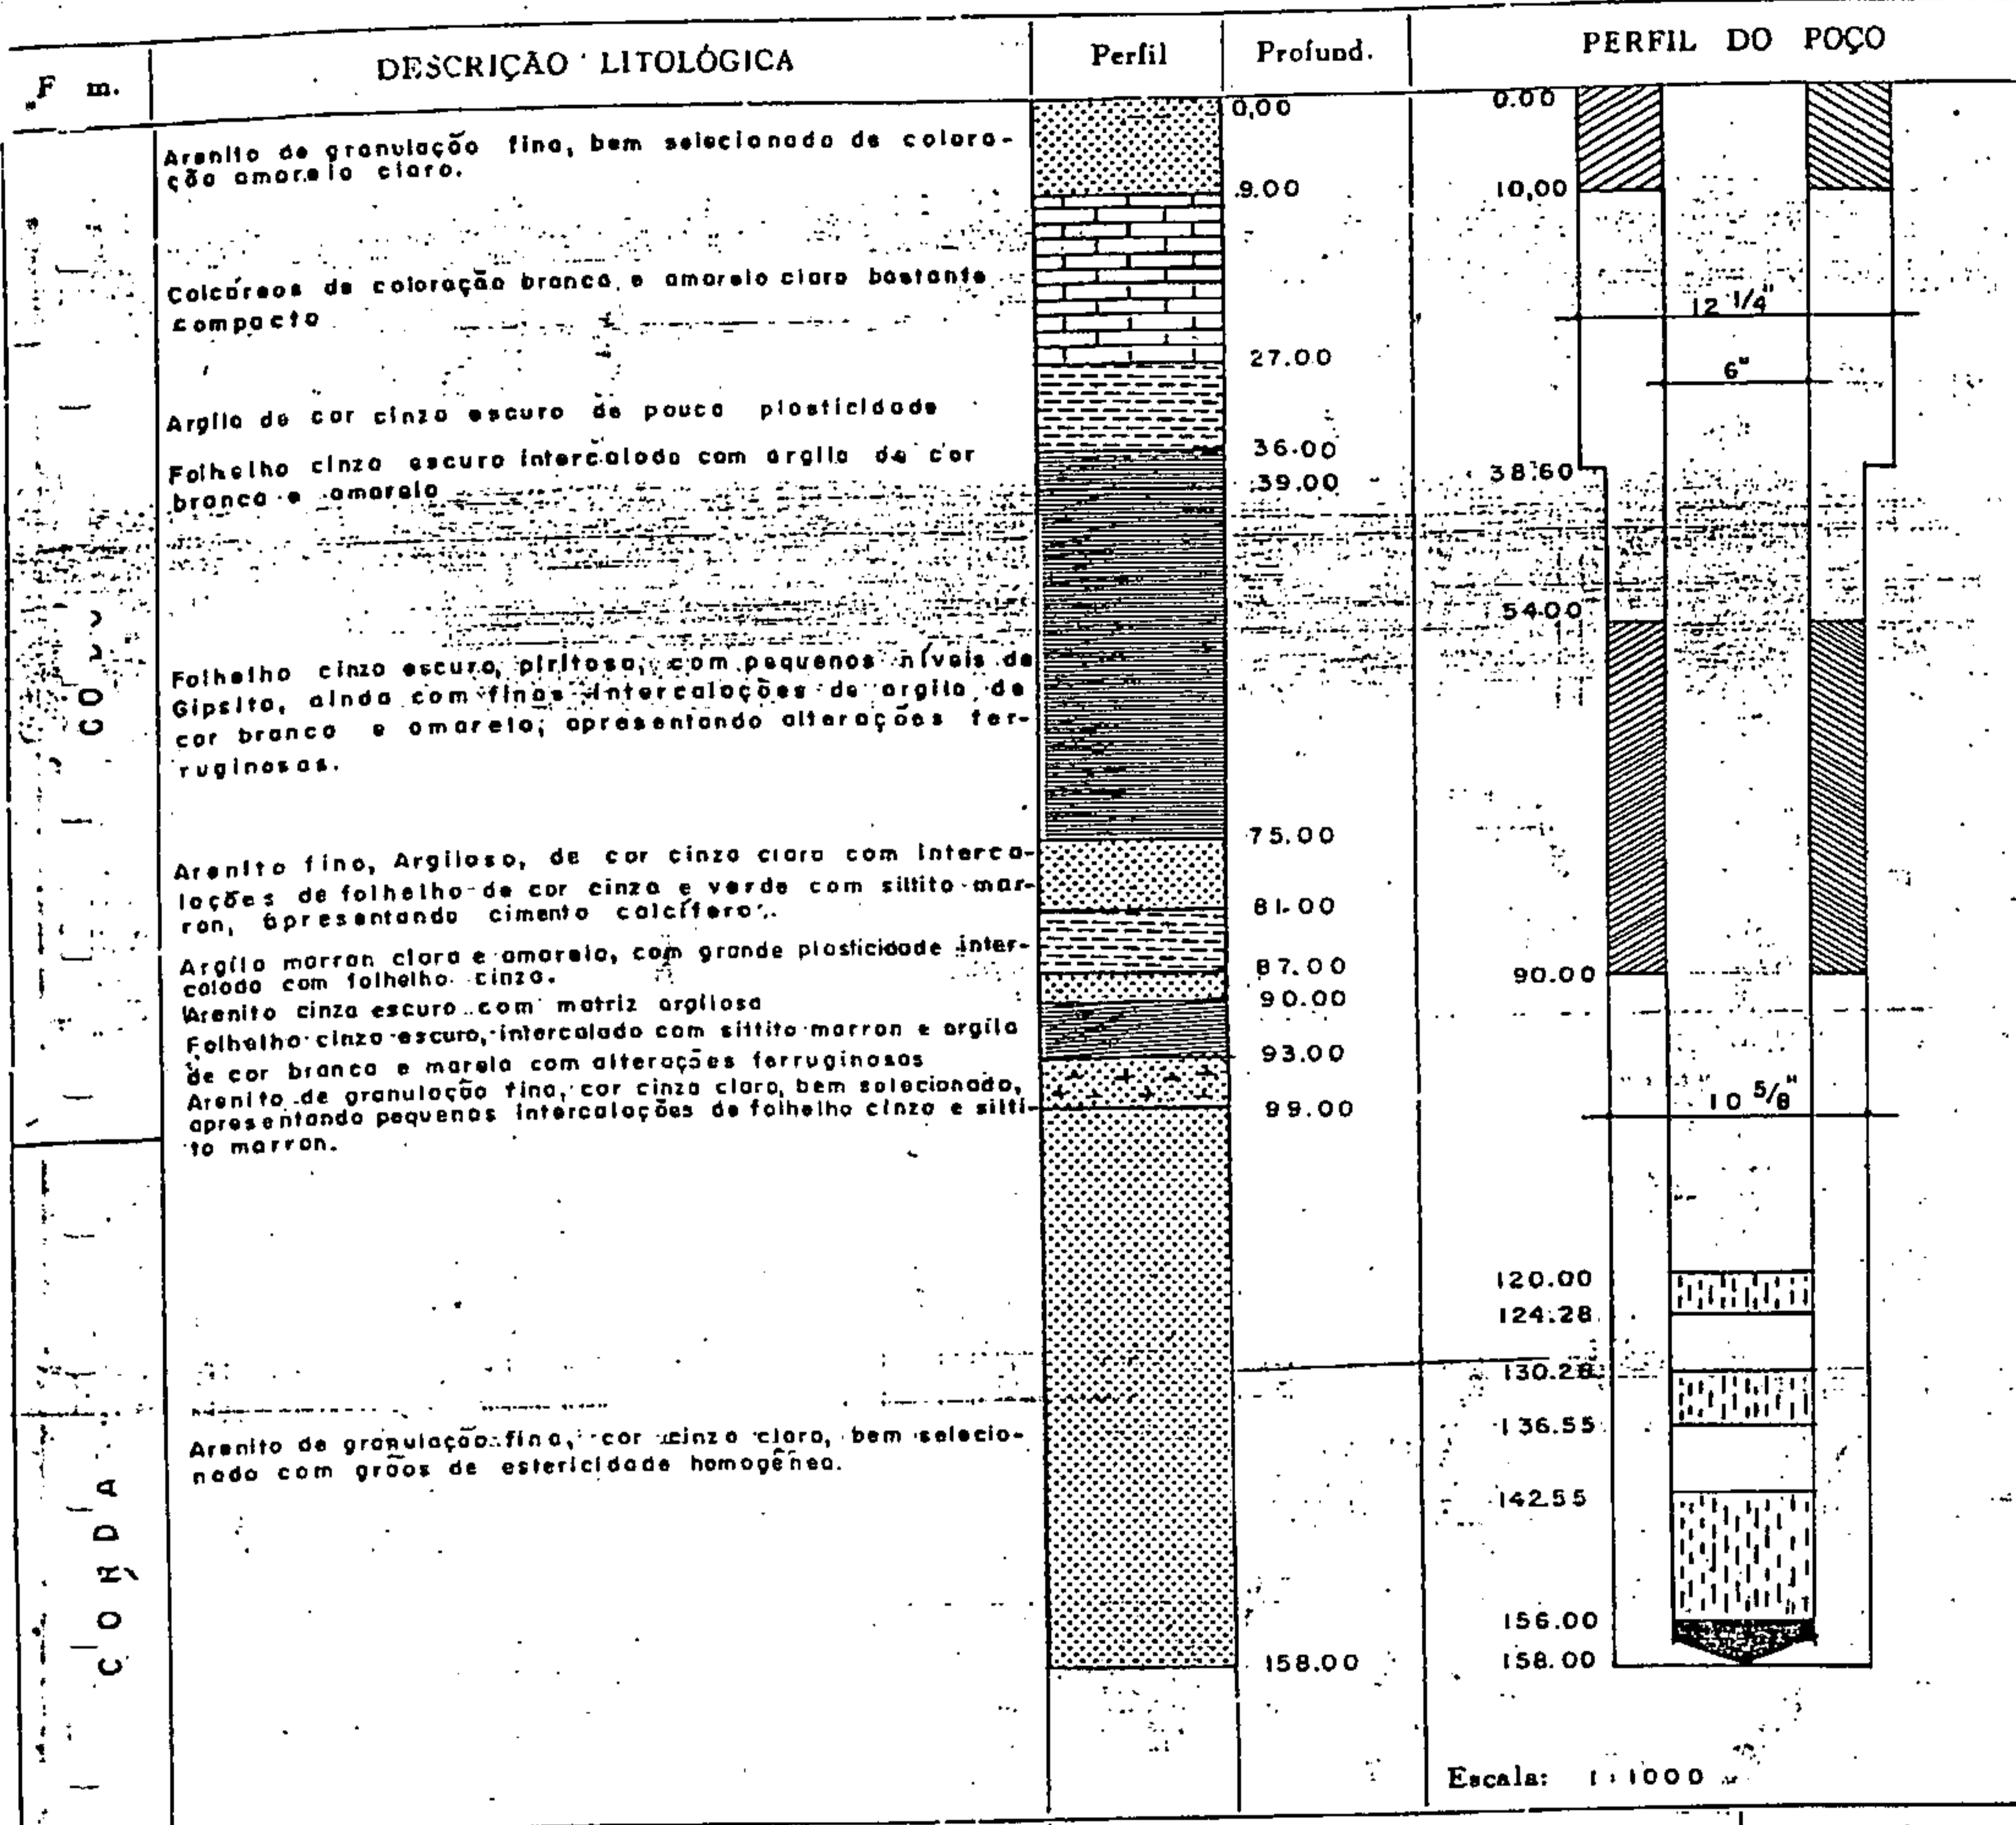 F m.
DESCRIÇÃO LITOLÓGICA
Perfil
Profund.
PERFIL DO POÇO
Arenito de granulação fina, bem selecionado de colora-
ção amarelo claro.
Calcáreos de coloração branca, e amarelo claro bastante
compacto
Argila de cor cinza escuro de pouca plasticidade
Folhelho cinza escuro intercalado com argila de cor
branca e amarelo
Folhelho cinza escuro, piritoso, com pequenos níveis de
Gipsita, ainda com finas intercalações de argila, de
cor branca e amarelo, apresentando alterações fer-
ruginosas.
Arenito fino, Argiloso, de cor cinza claro com interca-
lações de folhelho de cor cinza e verde com siltito mar-
ron, apresentando cimento calcífero.
Argila marron claro e amarelo, com grande plasticidade inter-
calada com folhelho cinza.
Arenito cinza escuro com matriz argilosa
Folhelho cinza escuro, intercalado com siltito marron e argila
de cor branca e marelo com alterações ferruginosas
Arenito de granulação fina, cor cinza claro, bem selecionado,
apresentando pequenas intercalações de folhelho cinza e silti-
to marron.
Arenito de granulação fina, cor cinza claro, bem selecio-
nado com grãos de estericidade homogênea.
CORDA
0,00
9.00
27.00
36.00
39.00
75.00
81.00
87.00
90.00
93.00
99.00
158.00
0.00
10,00
12 1/4"
6"
38.60
54.00
90.00
10 5/8"
120.00
124.28
130.28
136.55
142.55
156.00
158.00
Escala: 1:1000